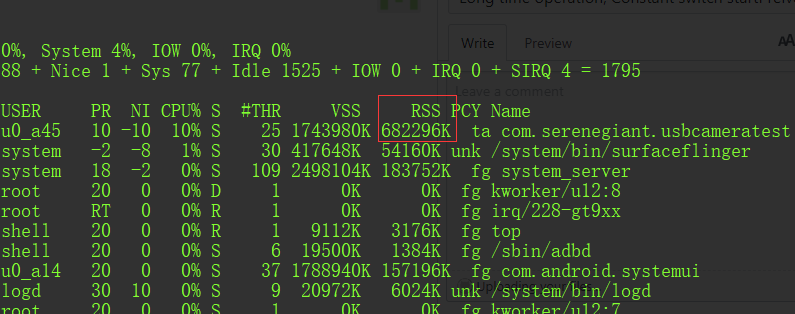 Write Preview AA
Leave a comment
0%, System 4%, IOW 0%, IRQ 0%
88 + Nice 1 + Sys 77 + Idle 1525 + IOW 0 + IRQ 0 + SIRQ 4 = 1795
USER PR NI CPU% S #THR VSS RSS PCY Name
u0_a45 10 -10 10% S 25 1743980K 682296K ta com.serenegiant.usbcameratest
system -2 -8 1% S 30 417648K 54160K unk /system/bin/surfaceflinger
system 18 -2 0% S 109 2498104K 183752K fg system_server
root 20 0 0% D 1 0K 0K fg kworker/u12:8
root RT 0 0% R 1 0K 0K fg irq/228-gt9xx
shell 20 0 0% R 1 9112K 3176K fg top
shell 20 0 0% S 6 19500K 1384K fg /sbin/adbd
u0_a14 20 0 0% S 37 1788940K 157196K fg com.android.systemui
logd 30 10 0% S 9 20972K 6024K unk /system/bin/logd
root 20 0 0% S 1 0K 0K fg kworker/u12:7